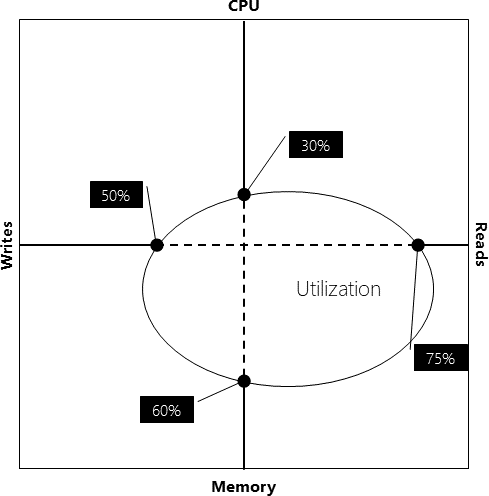 CPU
30%
50%
Writes
Reads
Utilization
75%
60%
Memory